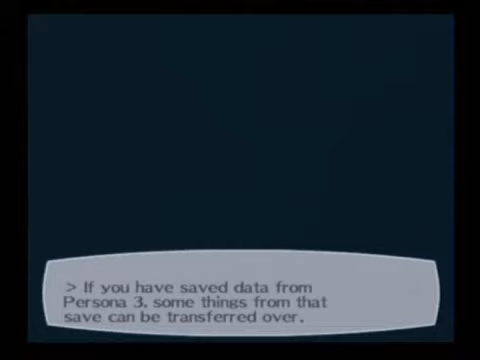 > If you have saved data from
Persona 3, some things from that
save can be transferred over.